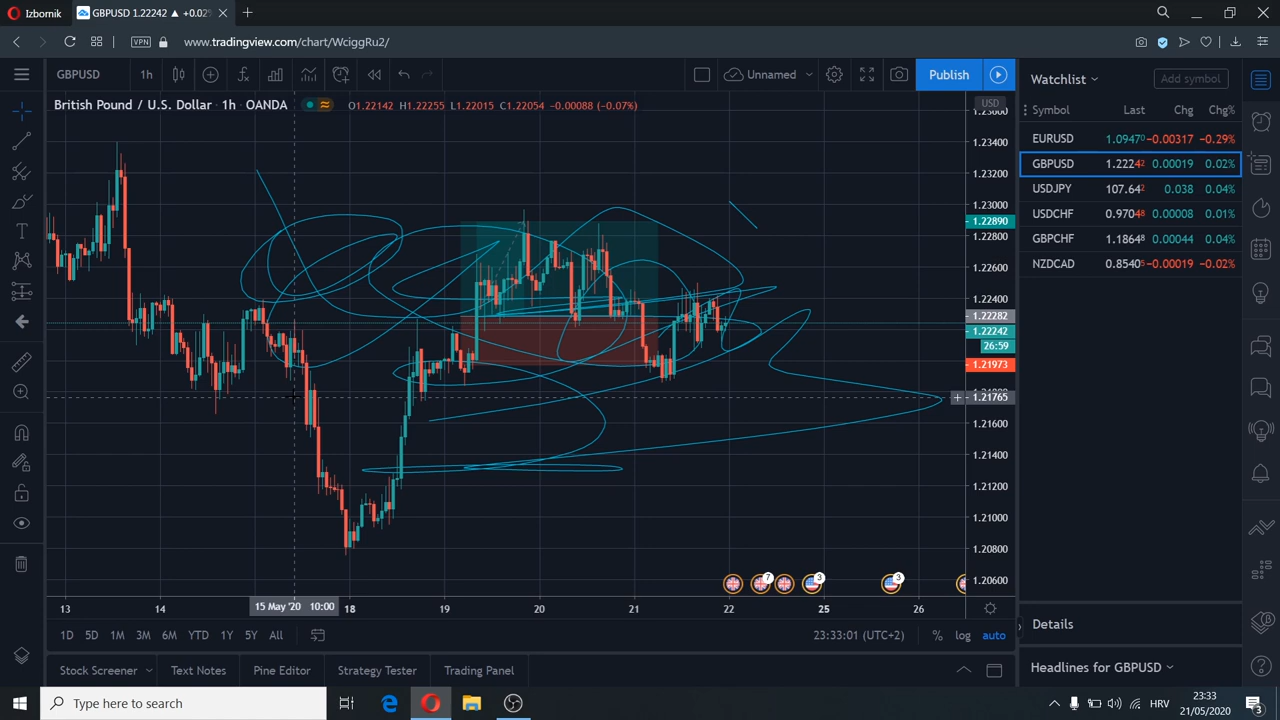 Izbornik
GBPUSD 1.22242 ▲ +0.02%
VPN
www.tradingview.com/chart/WciggRu2/
GBPUSD
1h
Unnamed
Publish
British Pound / U.S. Dollar · 1h · OANDA
O1.22142 H1.22255 L1.22015 C1.22054 −0.00088 (−0.07%)
USD
1.23400
1.23200
1.23000
1.22890
1.22800
1.22600
1.22400
1.22282
1.22242
26:59
1.21973
1.21765
1.21600
1.21400
1.21200
1.21000
1.20800
1.20600
7
3
3
13
14
15 May '20 10:00
18
19
20
21
22
25
26
1D
5D
1M
3M
6M
YTD
1Y
5Y
All
23:33:01 (UTC+2)
%
log
auto
Stock Screener
Text Notes
Pine Editor
Strategy Tester
Trading Panel
Watchlist
Add symbol
Symbol Last Chg Chg%
EURUSD 1.09470 −0.00317 −0.29%
GBPUSD 1.22242 0.00019 0.02%
USDJPY 107.642 0.038 0.04%
USDCHF 0.97048 0.00008 0.01%
GBPCHF 1.18648 0.00044 0.04%
NZDCAD 0.85405 −0.00019 −0.02%
Details
Headlines for GBPUSD
Type here to search
HRV
23:33
21/05/2020
3